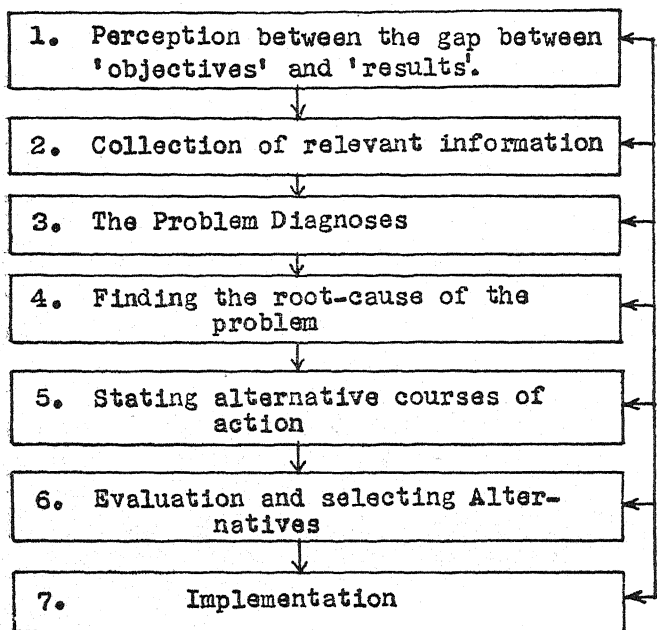 1. Perception between the gap between
'objectives' and 'results'.
2. Collection of relevant information
3. The Problem Diagnoses
4. Finding the root-cause of the
problem
5. Stating alternative courses of
action
6. Evaluation and selecting Alter-
natives
7. Implementation